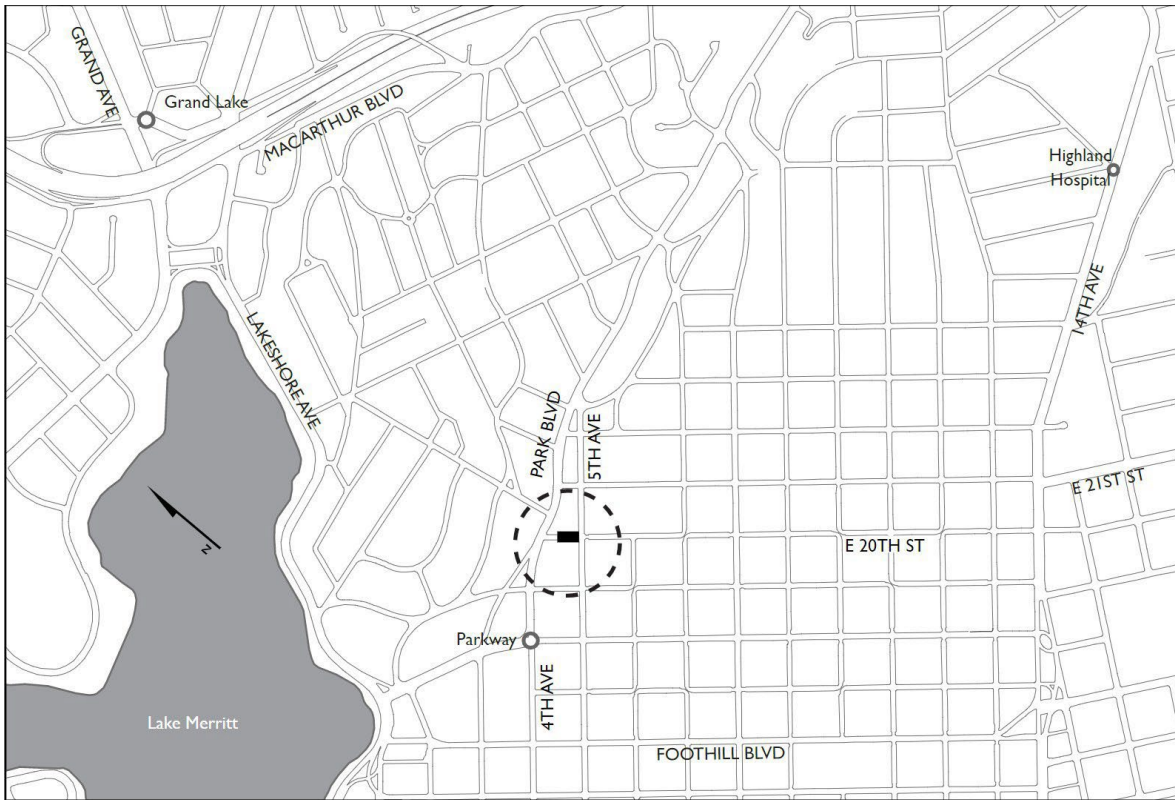 GRAND AVE
Grand Lake
MACARTHUR BLVD
Highland
Hospital
14TH AVE
LAKESHORE AVE
PARK BLVD
5TH AVE
E 21ST ST
N
E 20TH ST
Parkway
4TH AVE
Lake Merritt
FOOTHILL BLVD